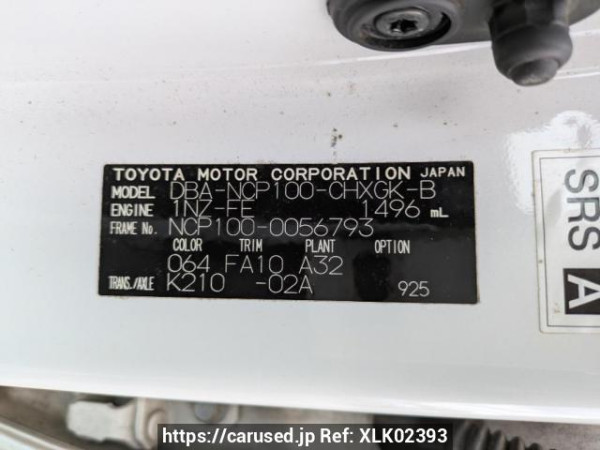 TOYOTA MOTOR CORPORATION JAPAN
MODEL DBA-NCP100-CHXGK-B
ENGINE 1NZ-FE 1496 mL
FRAME No. NCP100-0056793
COLOR TRIM PLANT OPTION
064 FA10 A32
TRANS./AXLE K210 -02A 925
SRS A
https://carused.jp Ref: XLK02393